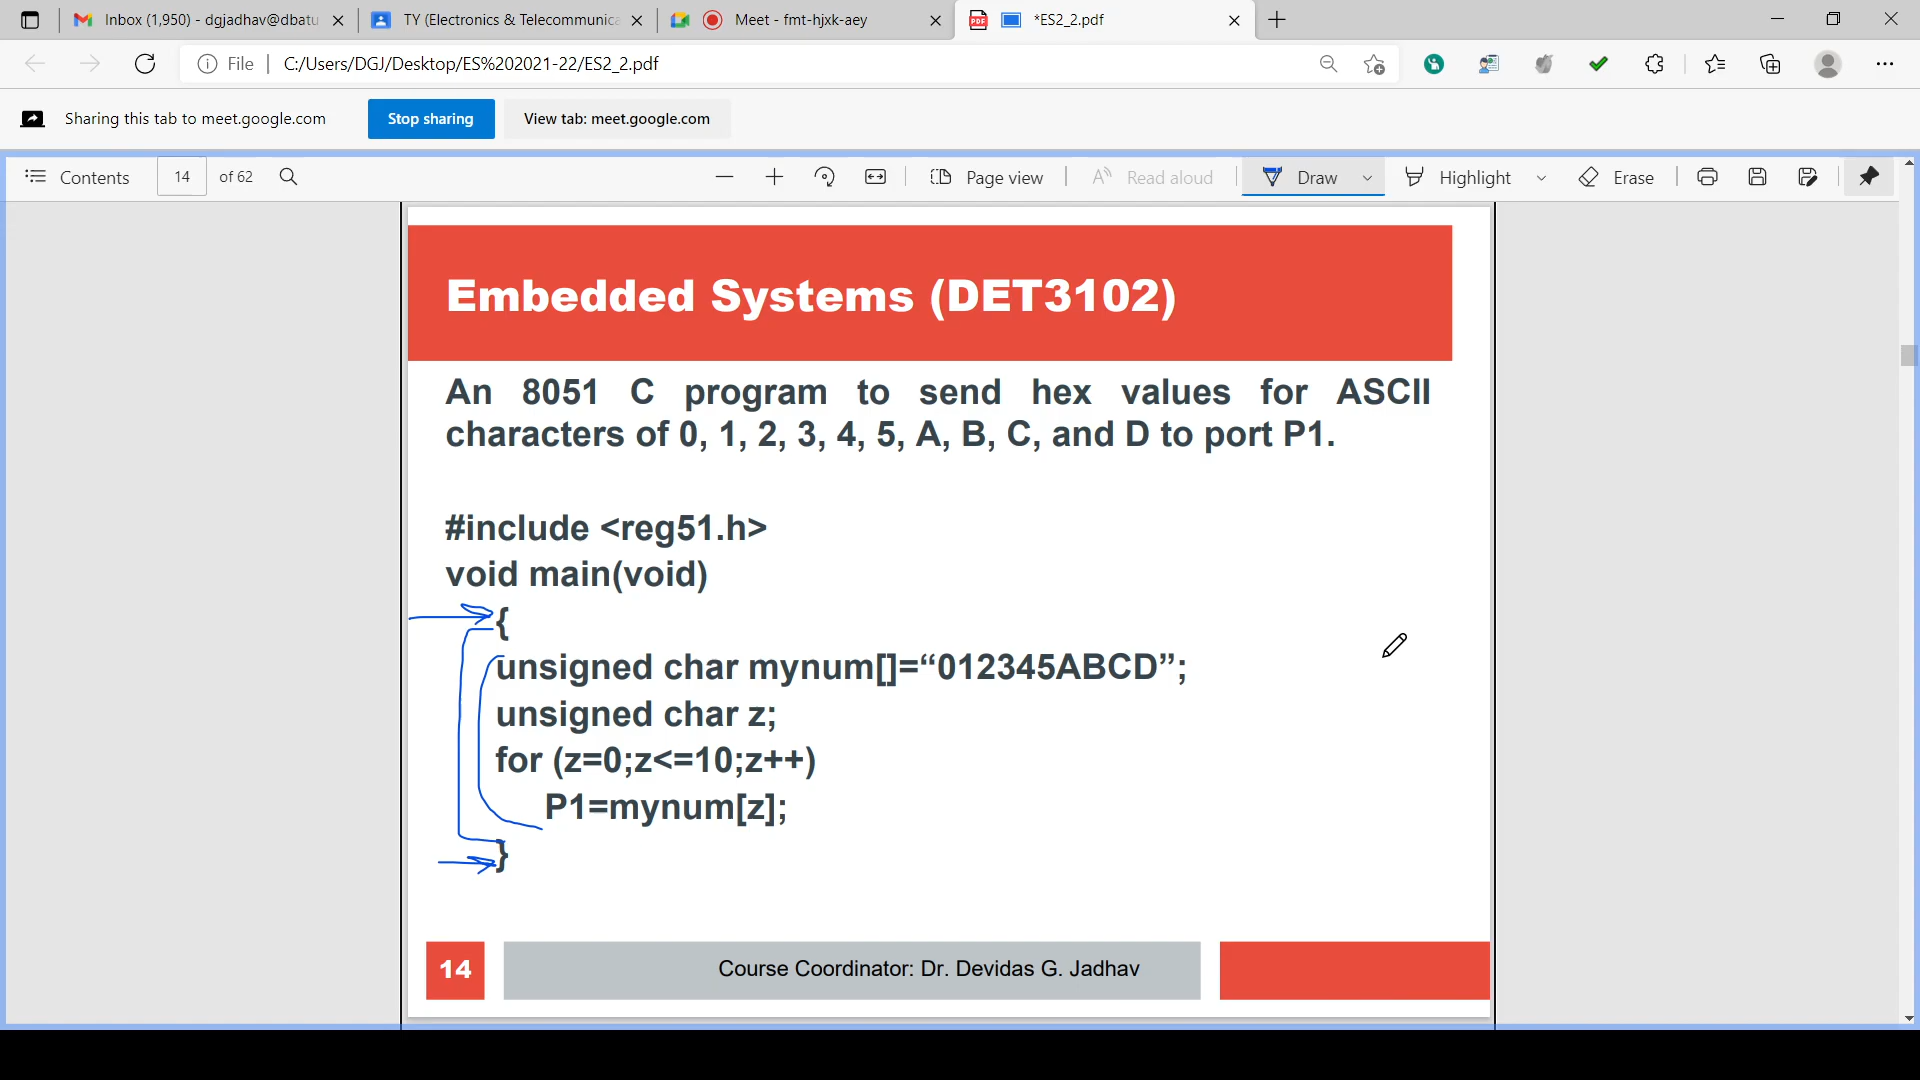 Inbox (1,950) - dgjadhav@dbatu
TY (Electronics & Telecommunica
Meet - fmt-hjxk-aey
PDF
*ES2_2.pdf
File
C:/Users/DGJ/Desktop/ES%202021-22/ES2_2.pdf
Sharing this tab to meet.google.com
Stop sharing
View tab: meet.google.com
Contents
14
of 62
Page view
Read aloud
Draw
Highlight
Erase
Embedded Systems (DET3102)
An 8051 C program to send hex values for ASCII
characters of 0, 1, 2, 3, 4, 5, A, B, C, and D to port P1.
#include <reg51.h>
void main(void)
{
unsigned char mynum[]=“012345ABCD”;
unsigned char z;
for (z=0;z<=10;z++)
P1=mynum[z];
}
14
Course Coordinator: Dr. Devidas G. Jadhav